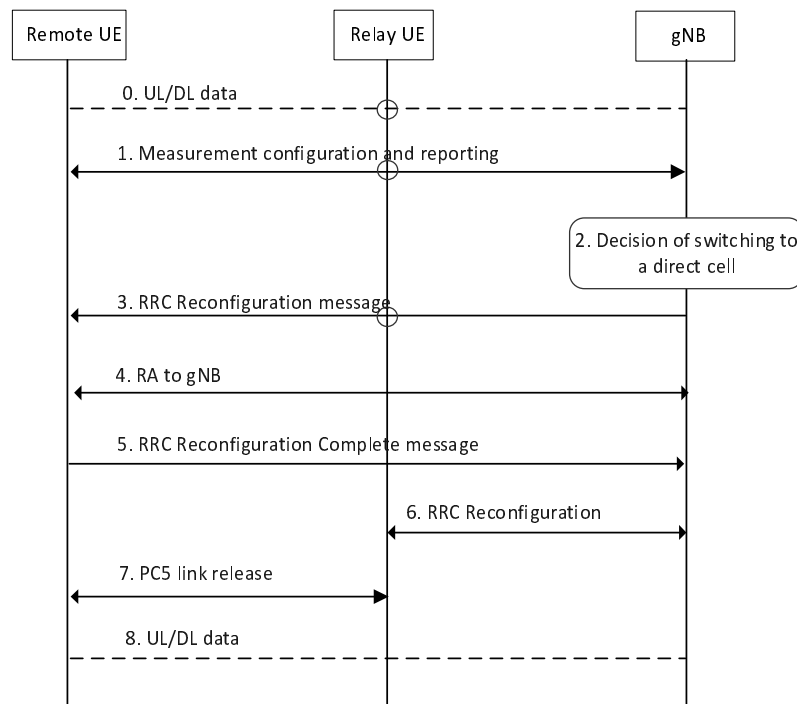 Remote UE
Relay UE
gNB
0. UL/DL data
1. Measurement configuration and reporting
2. Decision of switching to
a direct cell
3. RRC Reconfiguration message
4. RA to gNB
5. RRC Reconfiguration Complete message
6. RRC Reconfiguration
7. PC5 link release
8. UL/DL data